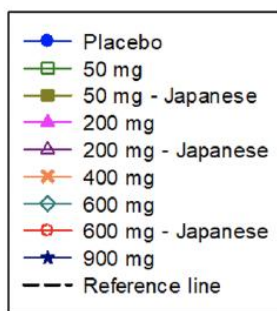 Placebo
50 mg
50 mg - Japanese
200 mg
200 mg - Japanese
400 mg
600 mg
600 mg - Japanese
900 mg
Reference line